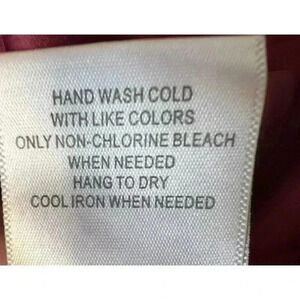 HAND WASH COLD
WITH LIKE COLORS
ONLY NON-CHLORINE BLEACH
WHEN NEEDED
HANG TO DRY
COOL IRON WHEN NEEDED